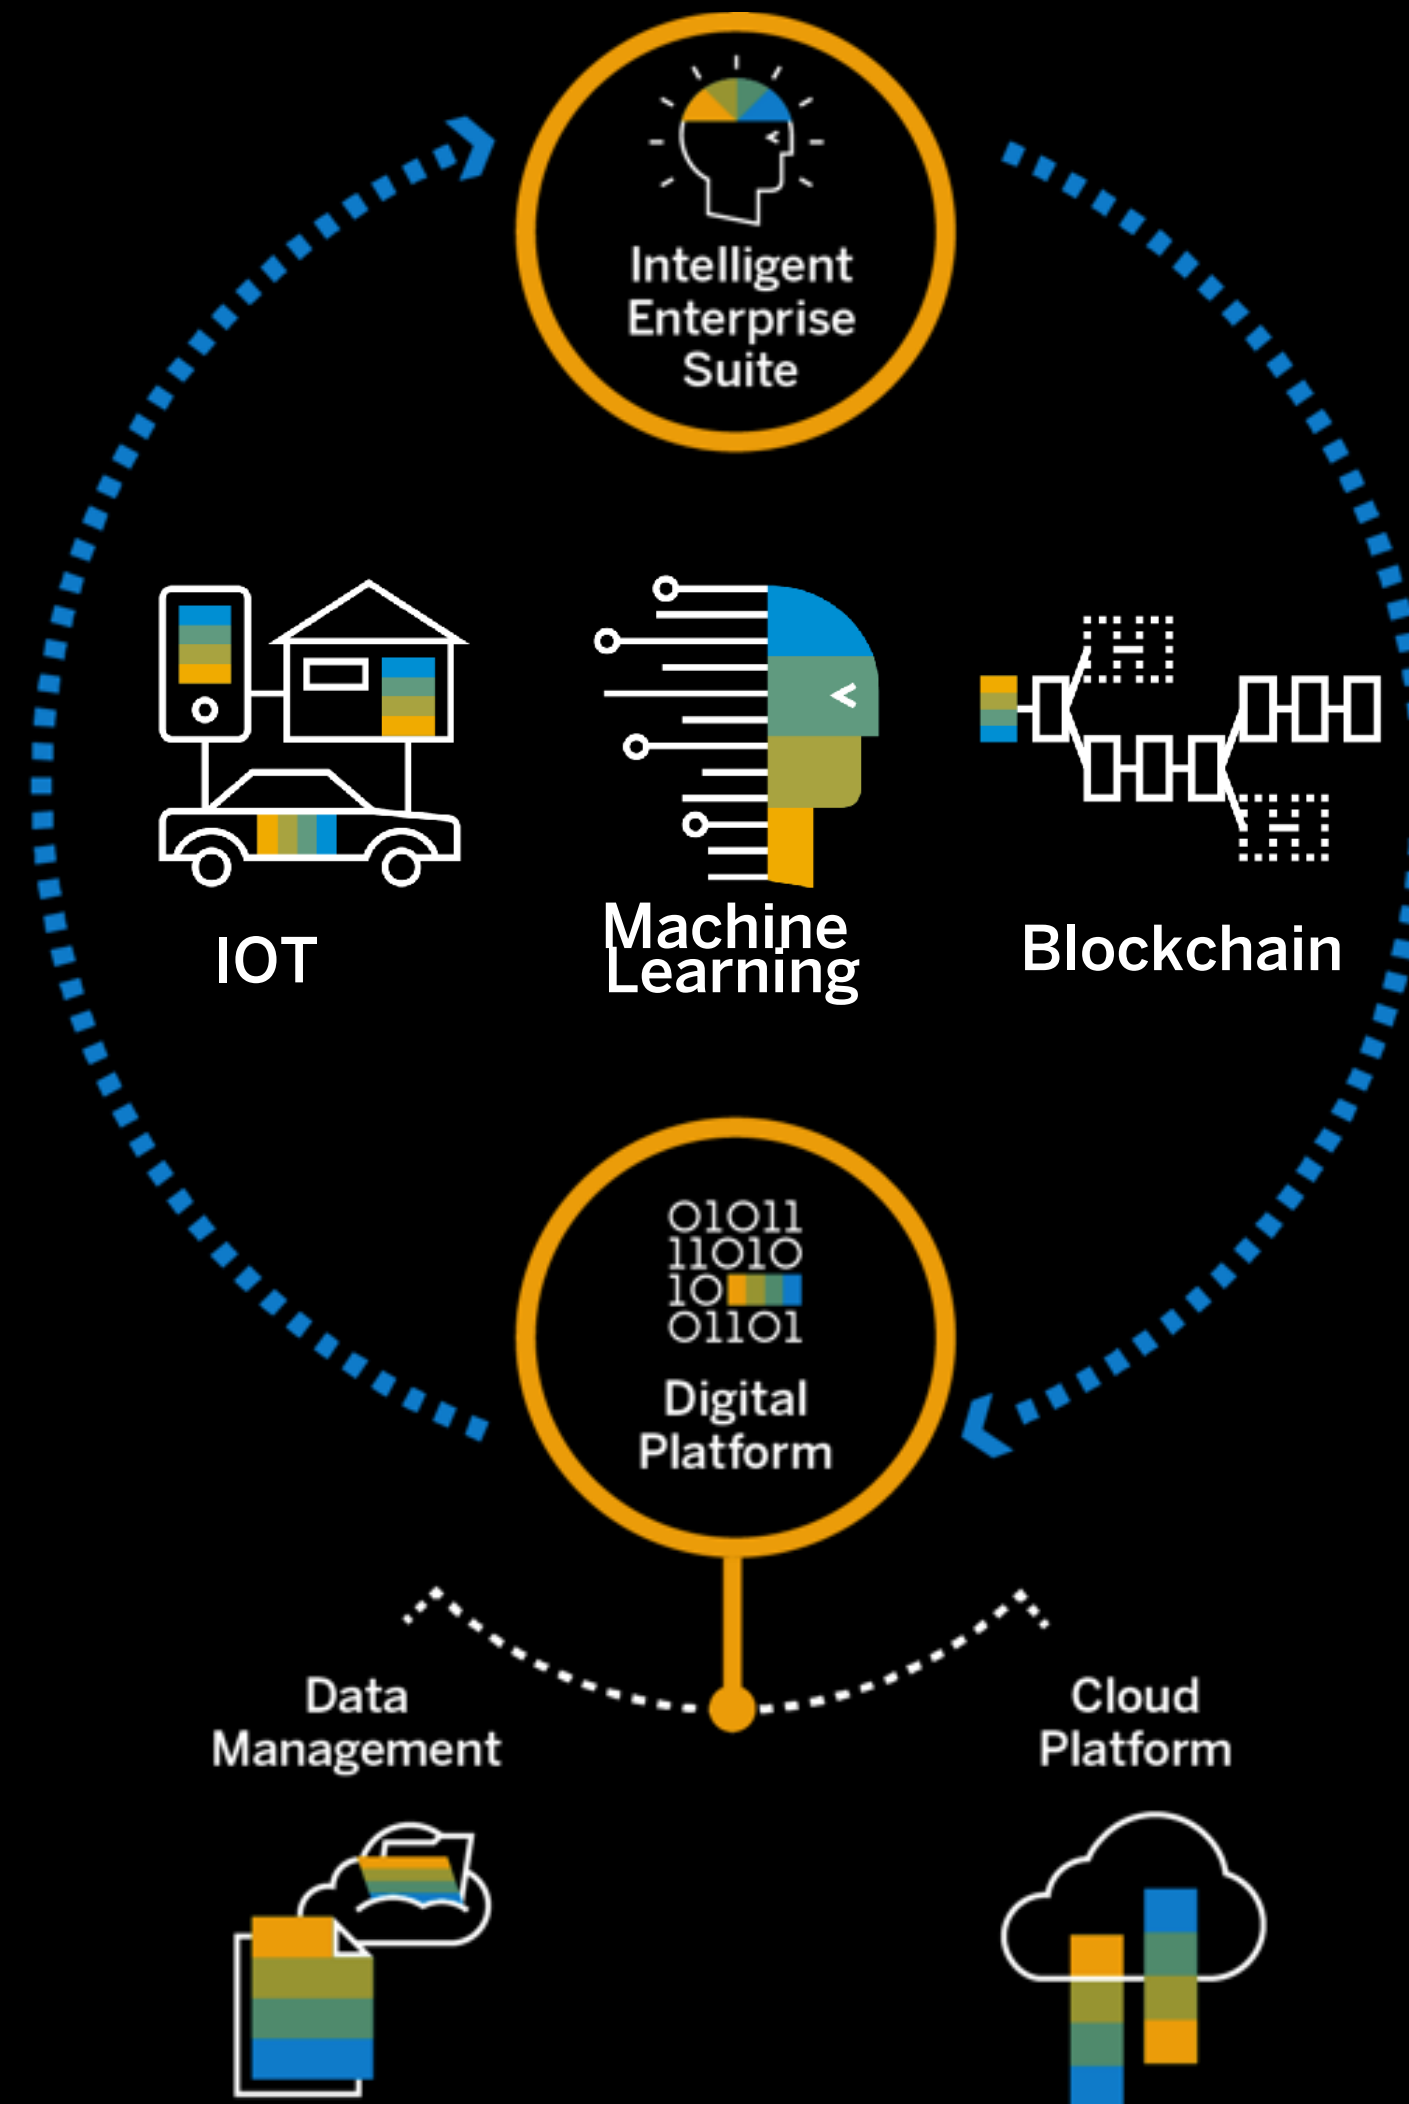 Intelligent
Enterprise
Suite
IOT
Machine
Learning
Blockchain
01011
11010
10
01101
Digital
Platform
Data
Management
Cloud
Platform